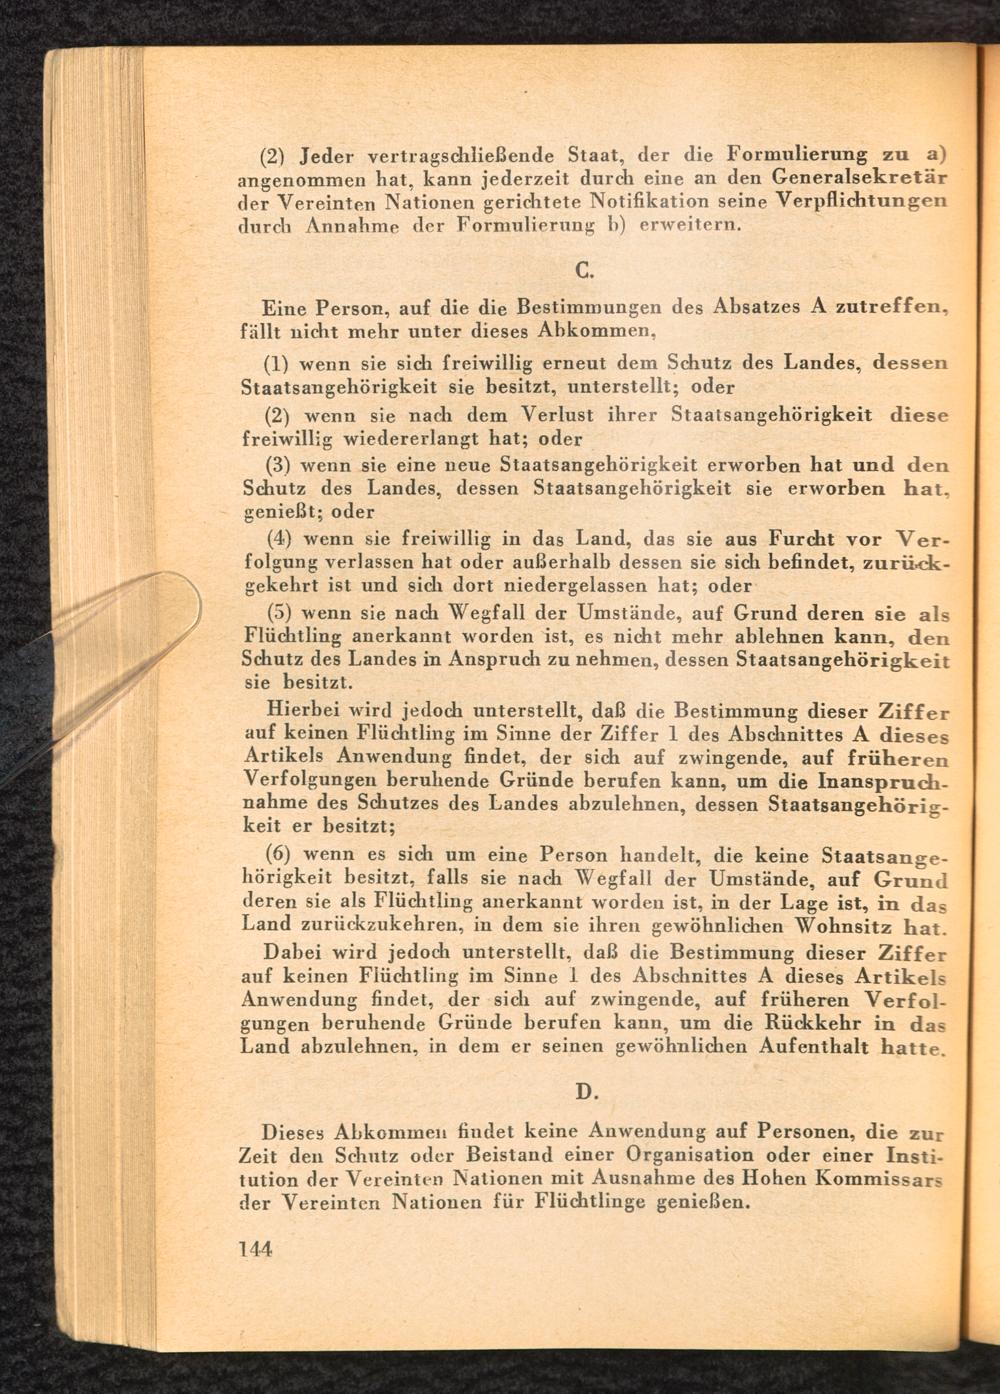 (2) Jeder vertragschließende Staat, der die Formulierung zu a)
angenommen hat, kann jederzeit durch eine an den Generalsekretär
der Vereinten Nationen gerichtete Notifikation seine Verpflichtungen
durch Annahme der Formulierung b) erweitern.
C.
Eine Person, auf die die Bestimmungen des Absatzes A zutreffen,
fällt nicht mehr unter dieses Abkommen,
(1) wenn sie sich freiwillig erneut dem Schutz des Landes, dessen
Staatsangehörigkeit sie besitzt, unterstellt; oder
(2) wenn sie nach dem Verlust ihrer Staatsangehörigkeit diese
freiwillig wiedererlangt hat; oder
(3) wenn sie eine neue Staatsangehörigkeit erworben hat und den
Schutz des Landes, dessen Staatsangehörigkeit sie erworben hat,
genießt; oder
(4) wenn sie freiwillig in das Land, das sie aus Furcht vor Ver-
folgung verlassen hat oder außerhalb dessen sie sich befindet, zurück-
gekehrt ist und sich dort niedergelassen hat; oder
(5) wenn sie nach Wegfall der Umstände, auf Grund deren sie als
Flüchtling anerkannt worden ist, es nicht mehr ablehnen kann, den
Schutz des Landes in Anspruch zu nehmen, dessen Staatsangehörigkeit
sie besitzt.
Hierbei wird jedoch unterstellt, daß die Bestimmung dieser Ziffer
auf keinen Flüchtling im Sinne der Ziffer 1 des Abschnittes A dieses
Artikels Anwendung findet, der sich auf zwingende, auf früheren
Verfolgungen beruhende Gründe berufen kann, um die Inanspruch-
nahme des Schutzes des Landes abzulehnen, dessen Staatsangehörig-
keit er besitzt;
(6) wenn es sich um eine Person handelt, die keine Staatsange-
hörigkeit besitzt, falls sie nach Wegfall der Umstände, auf Grund
deren sie als Flüchtling anerkannt worden ist, in der Lage ist, in das
Land zurückzukehren, in dem sie ihren gewöhnlichen Wohnsitz hat.
Dabei wird jedoch unterstellt, daß die Bestimmung dieser Ziffer
auf keinen Flüchtling im Sinne 1 des Abschnittes A dieses Artikels
Anwendung findet, der sich auf zwingende, auf früheren Verfol-
gungen beruhende Gründe berufen kann, um die Rückkehr in das
Land abzulehnen, in dem er seinen gewöhnlichen Aufenthalt hatte.
D.
Dieses Abkommen findet keine Anwendung auf Personen, die zur
Zeit den Schutz oder Beistand einer Organisation oder einer Insti-
tution der Vereinten Nationen mit Ausnahme des Hohen Kommissars
der Vereinten Nationen für Flüchtlinge genießen.
144